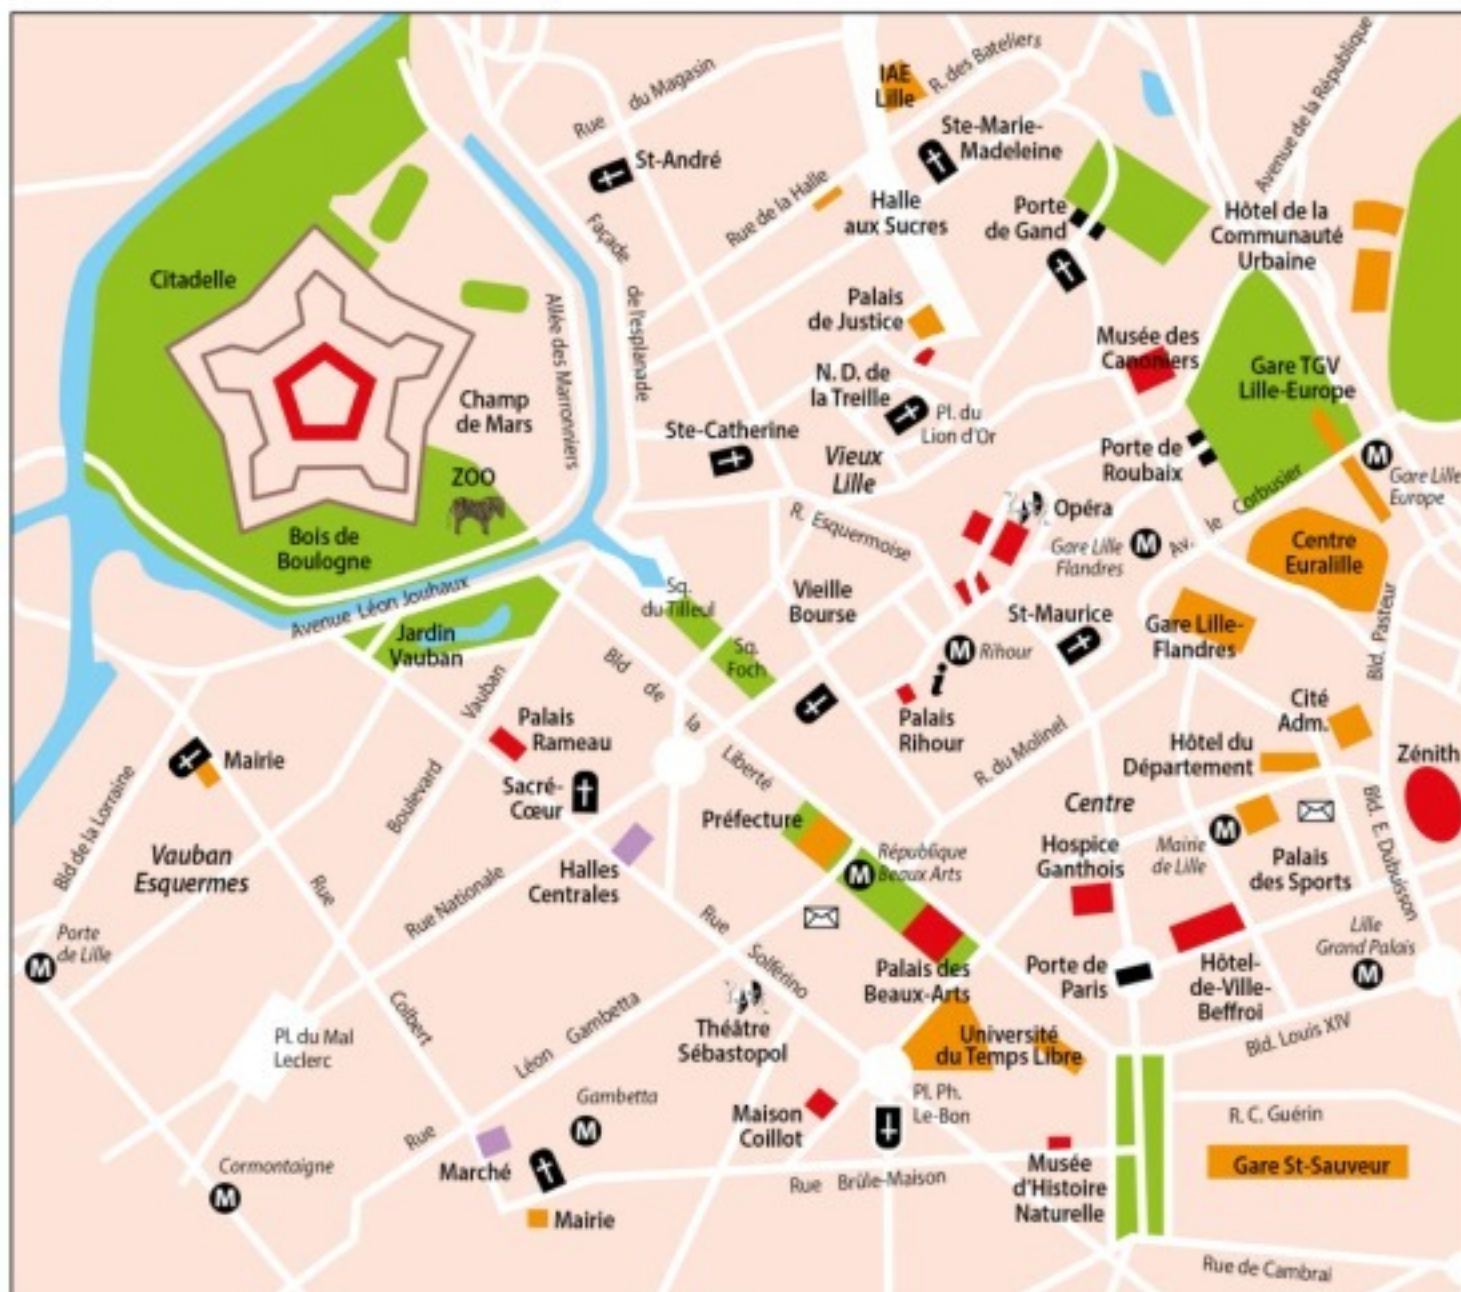 IAE
Lille
R. des Bateliers
Avenue de la République
Rue du Magasin
St-André
Ste-Marie-
Madeleine
Rue de la Halle
Halle
aux Sucres
Porte
de Gand
Hôtel de la
Communauté
Urbaine
Citadelle
Façade de l'esplanade
Allée des Marronniers
Palais
de Justice
Musée des
Canoniers
Gare TGV
Lille-Europe
N. D. de
la Treille
Pl. du
Lion d'Or
Champ
de Mars
Ste-Catherine
Vieux
Lille
Porte de
Roubaix
M
Gare Lille
Europe
ZOO
Bois de
Boulogne
R. Esquermoise
Opéra
Gare Lille
Flandres
M
Av. le Corbusier
Centre
Euralille
Avenue Léon Jouhaux
Sq.
du Tilleul
Vieille
Bourse
St-Maurice
Gare Lille-
Flandres
Bld. Pasteur
Jardin
Vauban
Sq.
Foch
M
Rihour
i
Bld de la Liberté
Boulevard Vauban
Palais
Rameau
Palais
Rihour
R. du Molinel
Cité
Adm.
Hôtel du
Département
Zénith
Mairie
Sacré-
Cœur
Bld de la Lorraine
Préfecture
Centre
Vauban
Esquermes
Halles
Centrales
M
République
Beaux Arts
Hospice
Ganthois
Mairie
de Lille
M
Palais
des Sports
Bld. E. Dubuisson
Rue Colbert
Rue Nationale
Rue Solférino
Porte
de Lille
M
Lille
Grand Palais
M
Palais des
Beaux-Arts
Porte de
Paris
Hôtel-
de-Ville-
Beffroi
Pl. du Mal
Leclerc
Rue Léon Gambetta
Théâtre
Sébastopol
Université
du Temps Libre
Bld. Louis XIV
Gambetta
M
Maison
Coillot
Pl. Ph.
Le-Bon
R. C. Guérin
Cormontaigne
M
Marché
Rue Brûle-Maison
Musée
d'Histoire
Naturelle
Gare St-Sauveur
Mairie
Rue de Cambrai